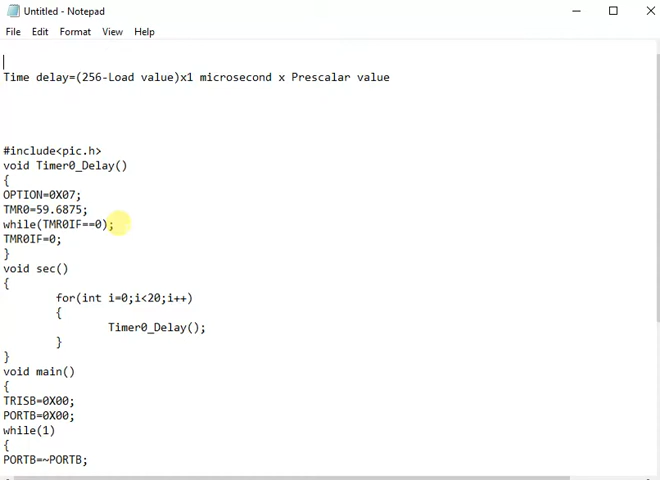 Untitled - Notepad
File Edit Format View Help
Time delay=(256-Load value)x1 microsecond x Prescalar value
#include<pic.h>
void Timer0_Delay()
{
OPTION=0X07;
TMR0=59.6875;
while(TMR0IF==0);
TMR0IF=0;
}
void sec()
{
for(int i=0;i<20;i++)
{
Timer0_Delay();
}
}
void main()
{
TRISB=0X00;
PORTB=0X00;
while(1)
{
PORTB=~PORTB;